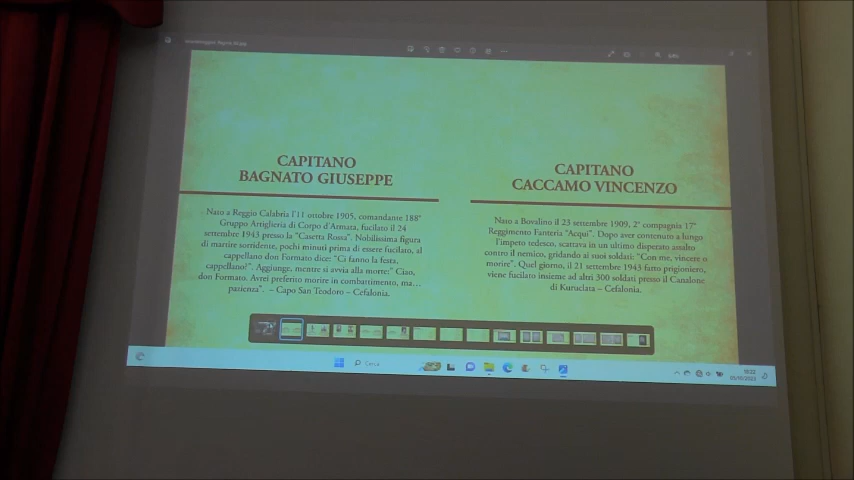 CAPITANO
BAGNATO GIUSEPPE
Nato a Reggio Calabria l'11 ottobre 1905, comandante 188°
Gruppo Artiglieria di Corpo d'Armata, fucilato il 24
settembre 1943 presso la "Casetta Rossa". Nobilissima figura
di martire sorridente, pochi minuti prima di essere fucilato, al
cappellano don Formato dice: "Ci fanno la festa,
cappellano!". Aggiunge, mentre si avvia alla morte:" Ciao,
don Formato. Avrei preferito morire in combattimento, ma…
pazienza". – Capo San Teodoro – Cefalonia.
CAPITANO
CACCAMO VINCENZO
Nato a Bovalino il 23 settembre 1909, 2° compagnia 17°
Reggimento Fanteria "Acqui". Dopo aver contenuto a lungo
l'impeto tedesco, scattava in un ultimo disperato assalto
contro il nemico, gridando ai suoi soldati: "Con me, vincere o
morire". Quel giorno, il 21 settembre 1943 fatto prigioniero,
viene fucilato insieme ad altri 300 soldati presso il Canalone
di Kuruclata – Cefalonia.
Cerca